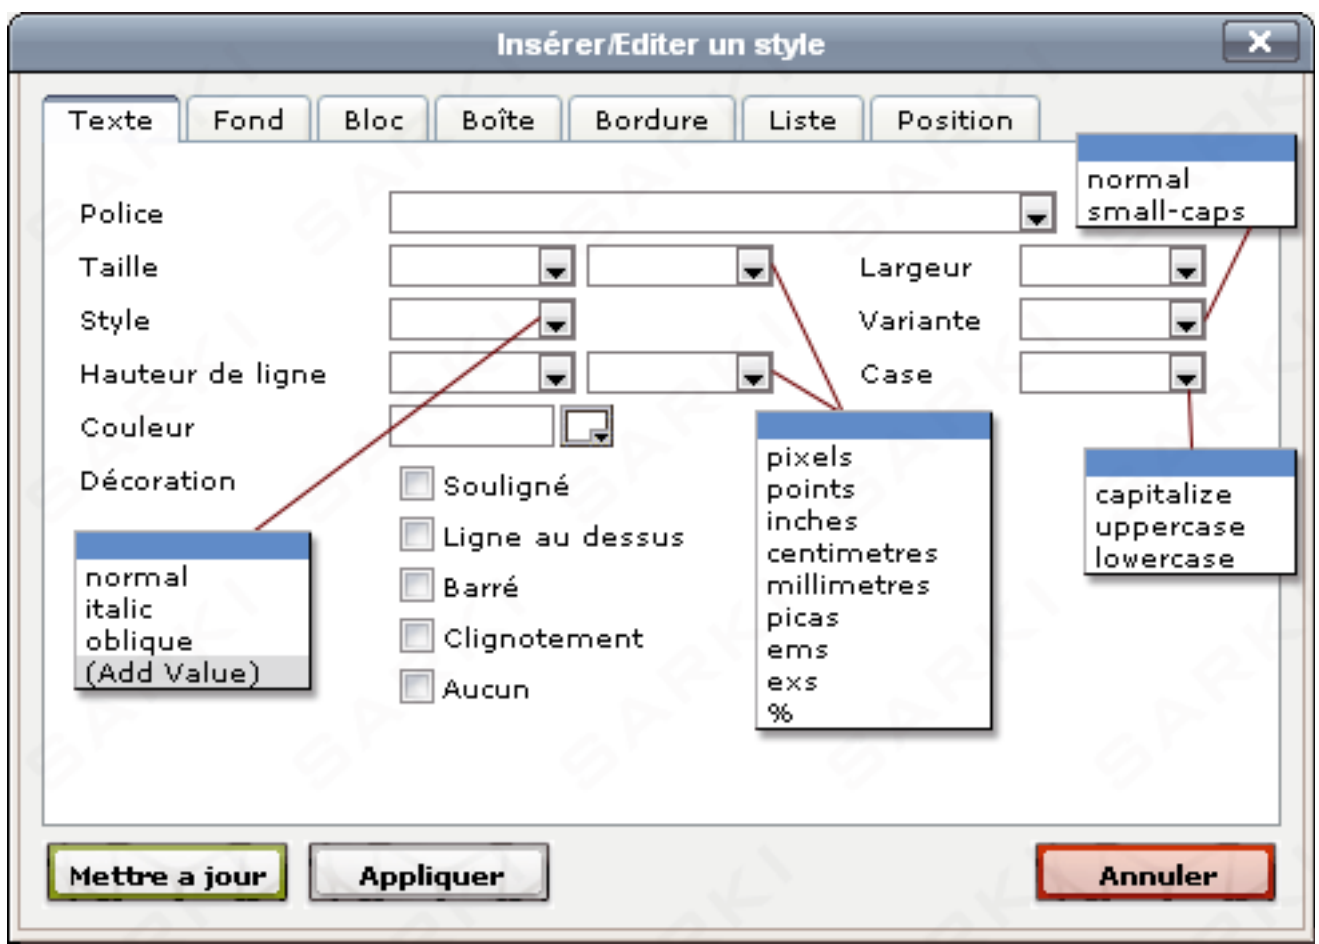 Insérer/Editer un style
Texte Fond Bloc Boîte Bordure Liste Position
Police
Taille
Largeur
Style
Variante
Hauteur de ligne
Case
Couleur
Décoration
Souligné
Ligne au dessus
Barré
Clignotement
Aucun
normal
small-caps
normal
italic
oblique
(Add Value)
pixels
points
inches
centimetres
millimetres
picas
ems
exs
%
capitalize
uppercase
lowercase
Mettre a jour
Appliquer
Annuler
SARKI